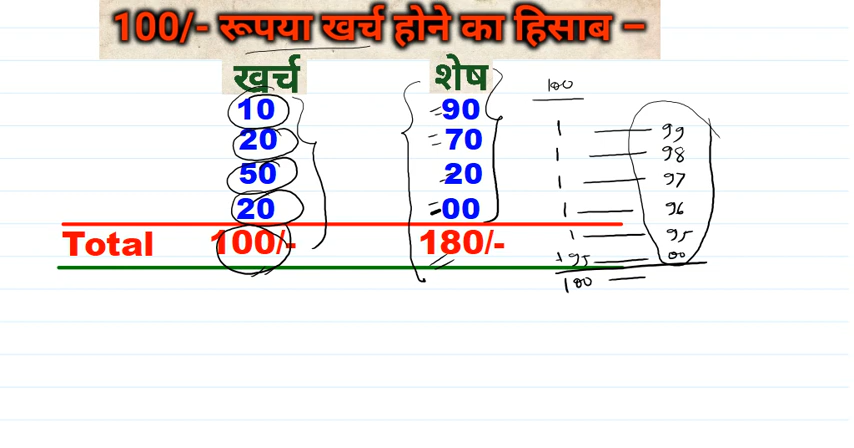 100/- रूपया खर्च होने का हिसाब –
खर्च शेष 100
10 =90
20 =70 1 — 99
50 -20 1 — 98
20 -00 1 — 97
Total 100/- 180/- 1 — 96
1 — 95
+95 — 00
100 —